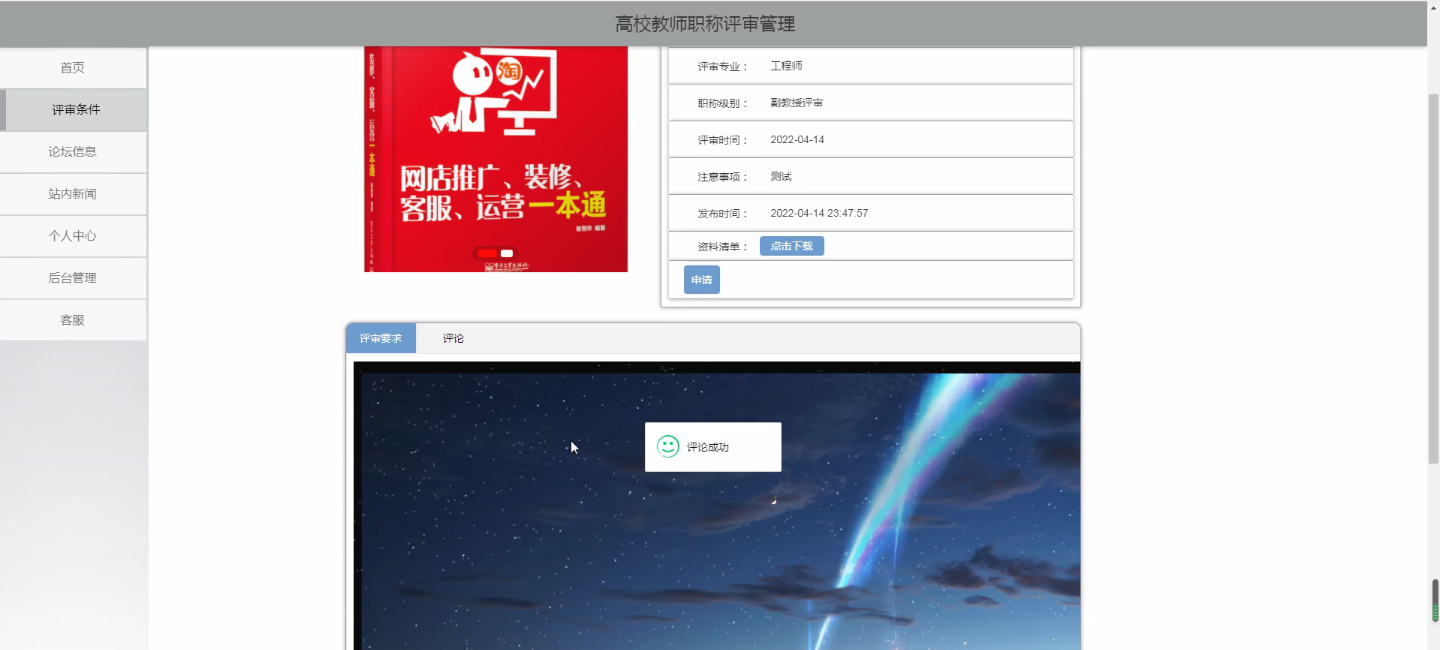 高校教师职称评审管理
首页
评审条件
论坛信息
站内新闻
个人中心
后台管理
客服
淘
网店推广、装修、
客服、运营一本通
评审专业： 工程师
职称级别： 副教授评审
评审时间： 2022-04-14
注意事项： 测试
发布时间： 2022-04-14 23:47:57
资料清单： 点击下载
申请
评审要求 评论
评论成功